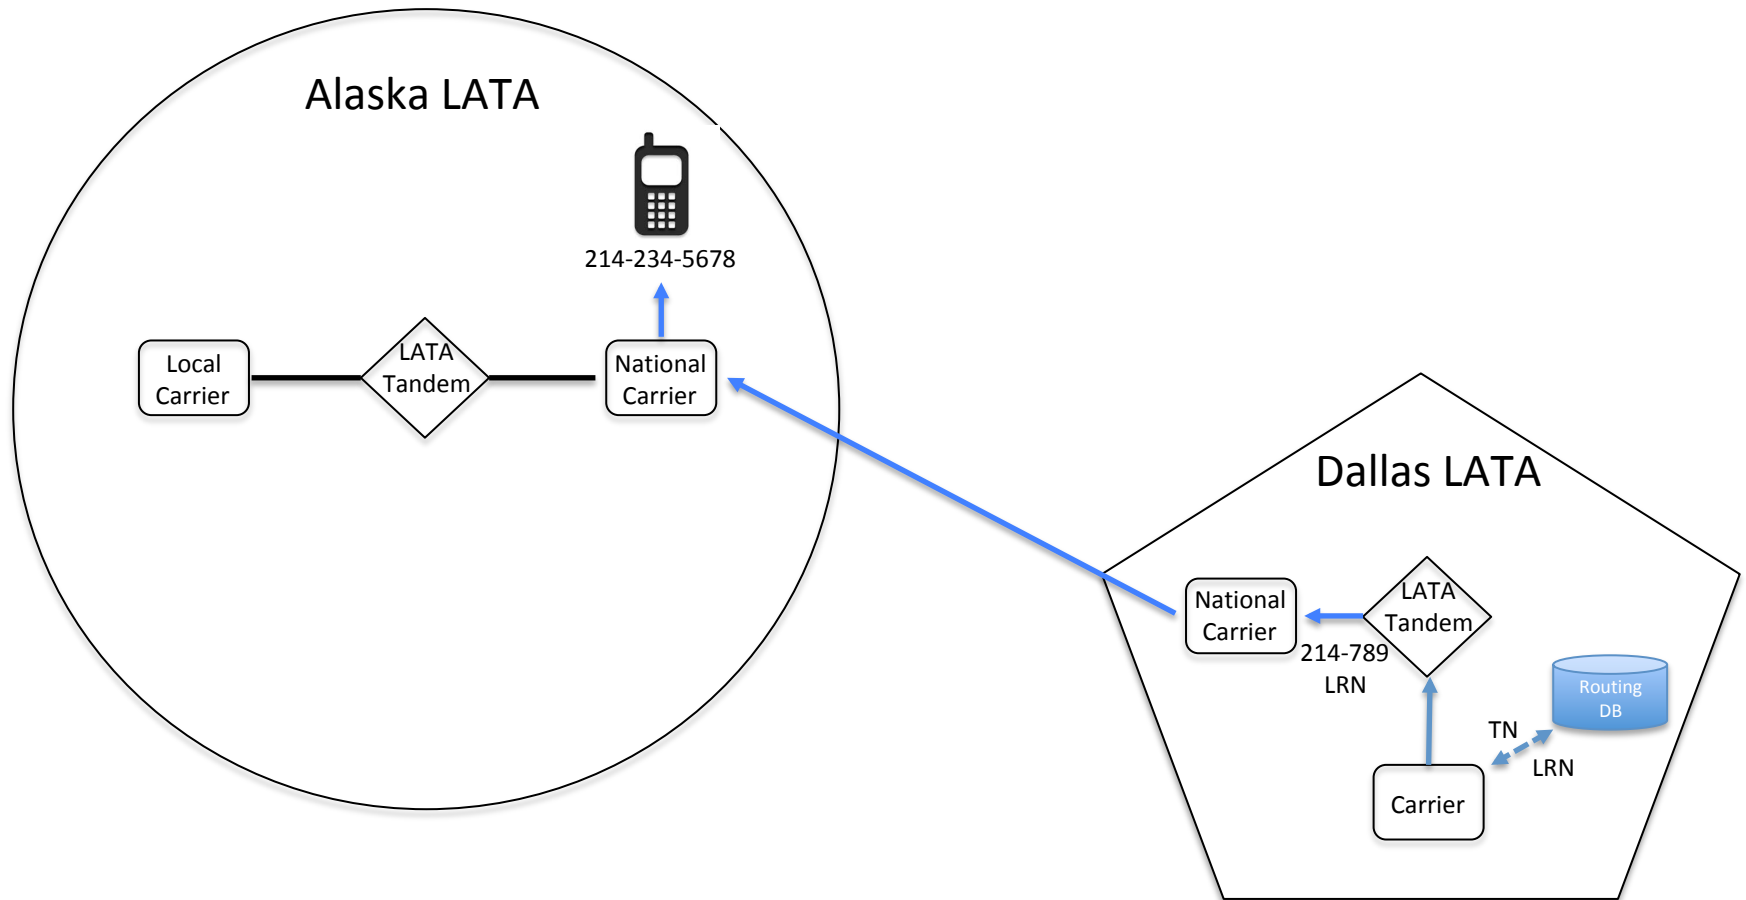 Alaska LATA
214-234-5678
Local
Carrier
LATA
Tandem
National
Carrier
Dallas LATA
National
Carrier
LATA
Tandem
214-789
LRN
Routing
DB
TN
LRN
Carrier